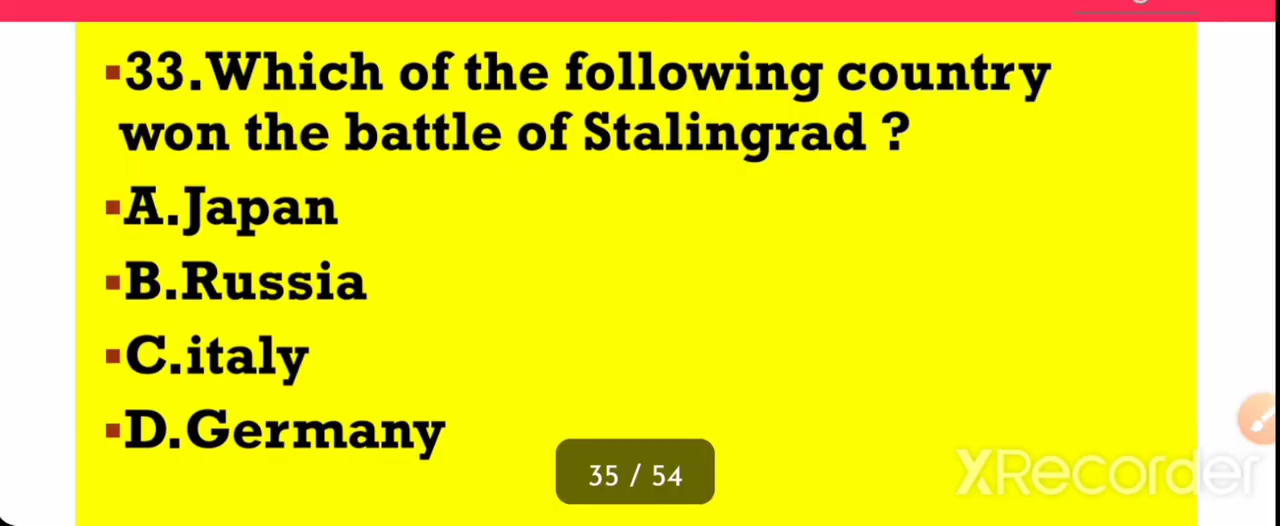 ▪33.Which of the following country
won the battle of Stalingrad ?
▪A.Japan
▪B.Russia
▪C.italy
▪D.Germany
35 / 54
XRecorder